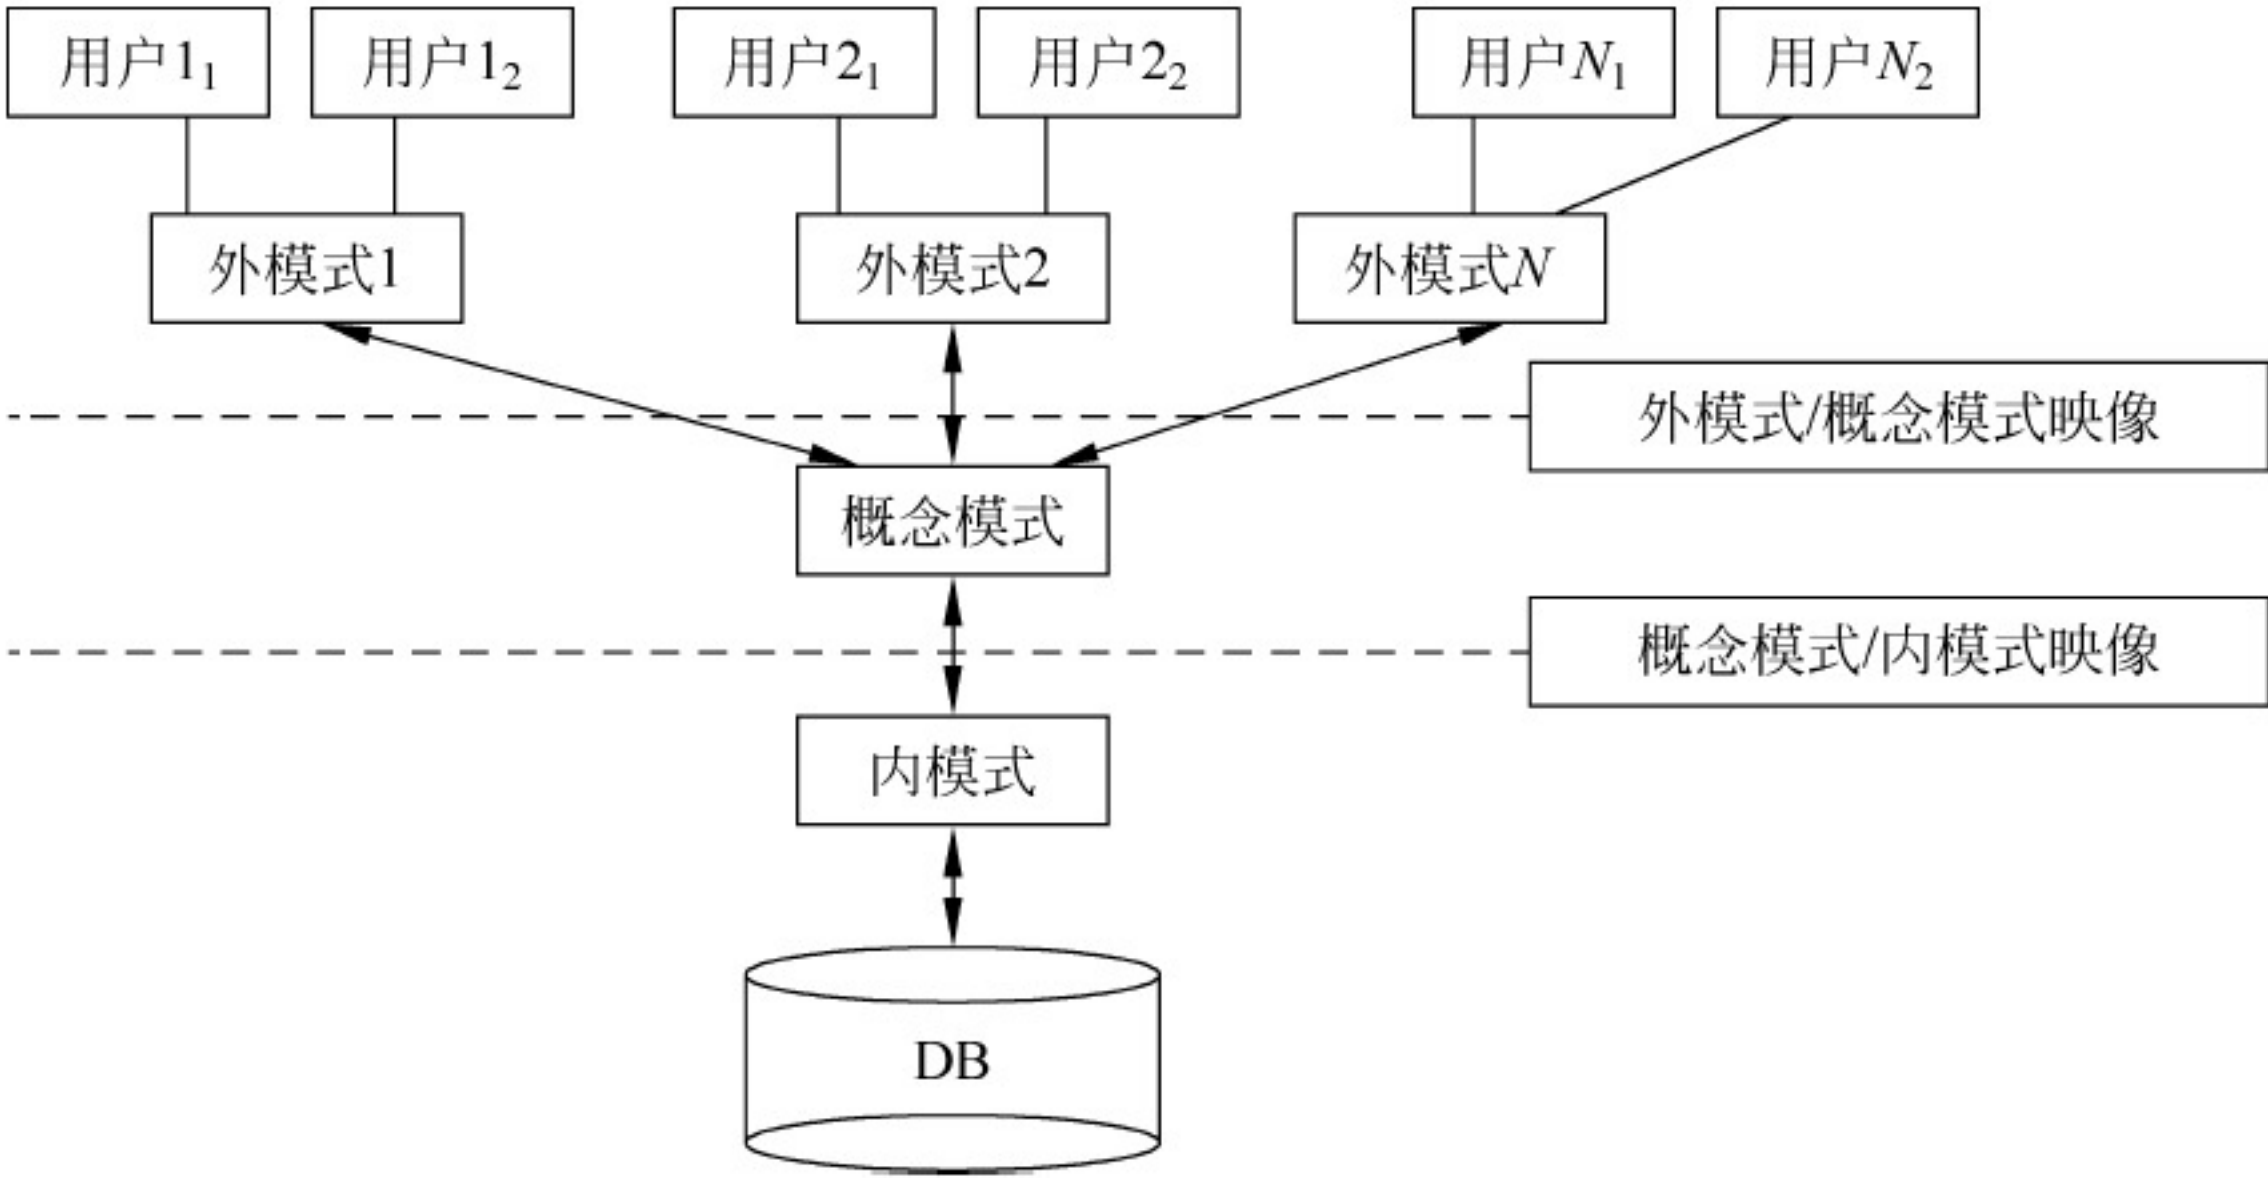 用户1₁
用户1₂
用户2₁
用户2₂
用户N₁
用户N₂
外模式1
外模式2
外模式N
外模式/概念模式映像
概念模式
概念模式/内模式映像
内模式
DB